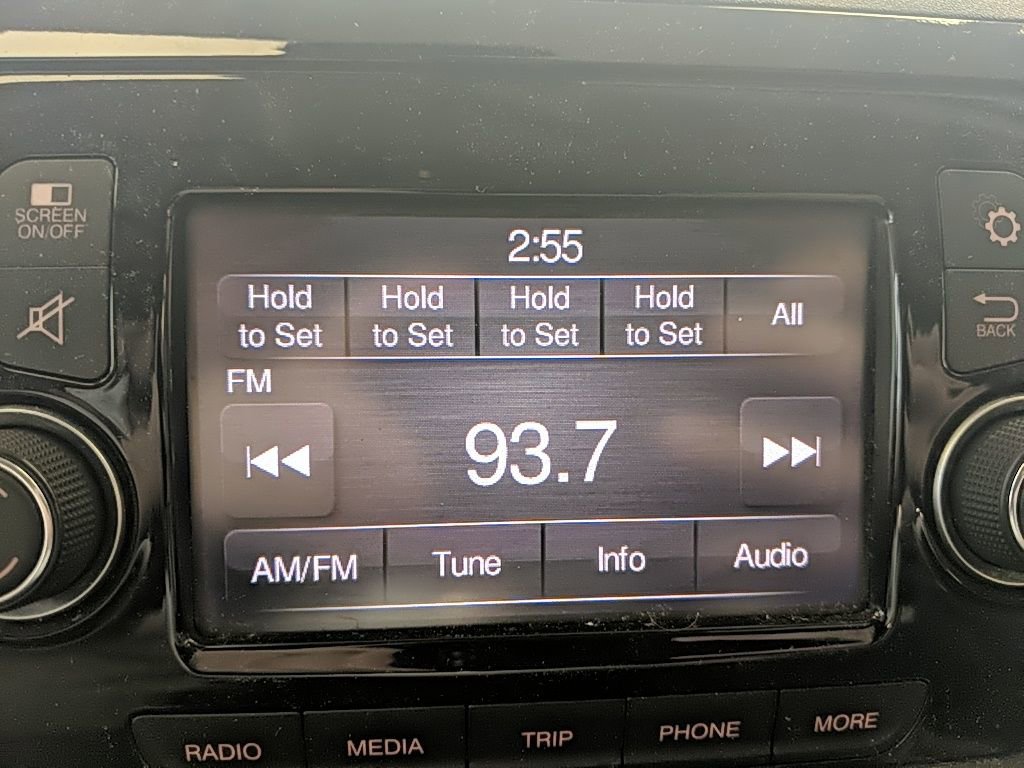 2:55
SCREEN
ON/OFF
Hold
to Set
Hold
to Set
Hold
to Set
Hold
to Set
All
BACK
FM
93.7
AM/FM
Tune
Info
Audio
RADIO
MEDIA
TRIP
PHONE
MORE